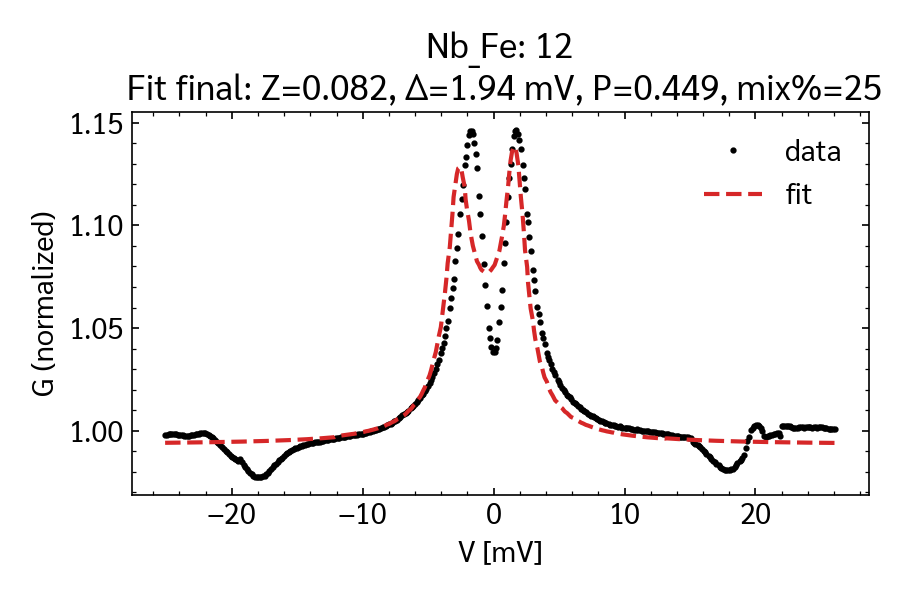 Nb_Fe: 12
Fit final: Z=0.082, Δ=1.94 mV, P=0.449, mix%=25
1.15
data
fit
1.10
1.05
1.00
G (normalized)
−20
−10
0
10
20
V [mV]